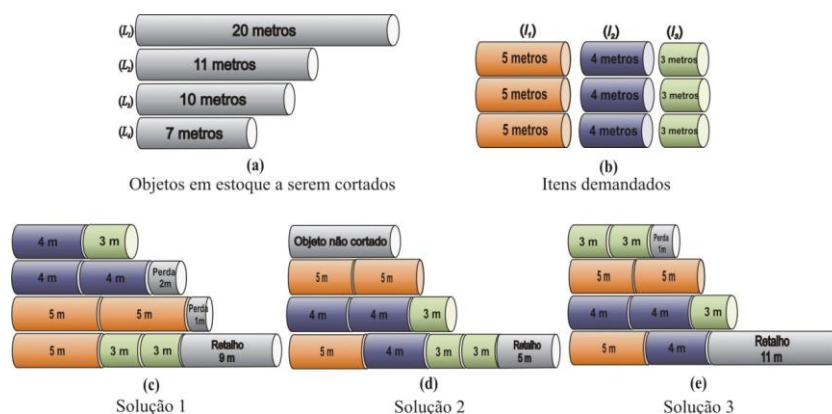 (L₁) 20 metros
(L₂) 11 metros
(L₃) 10 metros
(L₄) 7 metros
(a)
Objetos em estoque a serem cortados
(l₁) (l₂) (l₃)
5 metros 4 metros 3 metros
5 metros 4 metros 3 metros
5 metros 4 metros 3 metros
(b)
Itens demandados
4 m 3 m
4 m 4 m Perda 2m
5 m 5 m Perda 1m
5 m 3 m 3 m Retalho 9 m
(c)
Solução 1
Objeto não cortado
5 m 5 m
4 m 4 m 3 m
5 m 4 m 3 m 3 m Retalho 5 m
(d)
Solução 2
3 m 3 m Perda 1m
5 m 5 m
4 m 4 m 3 m
5 m 4 m Retalho 11 m
(e)
Solução 3